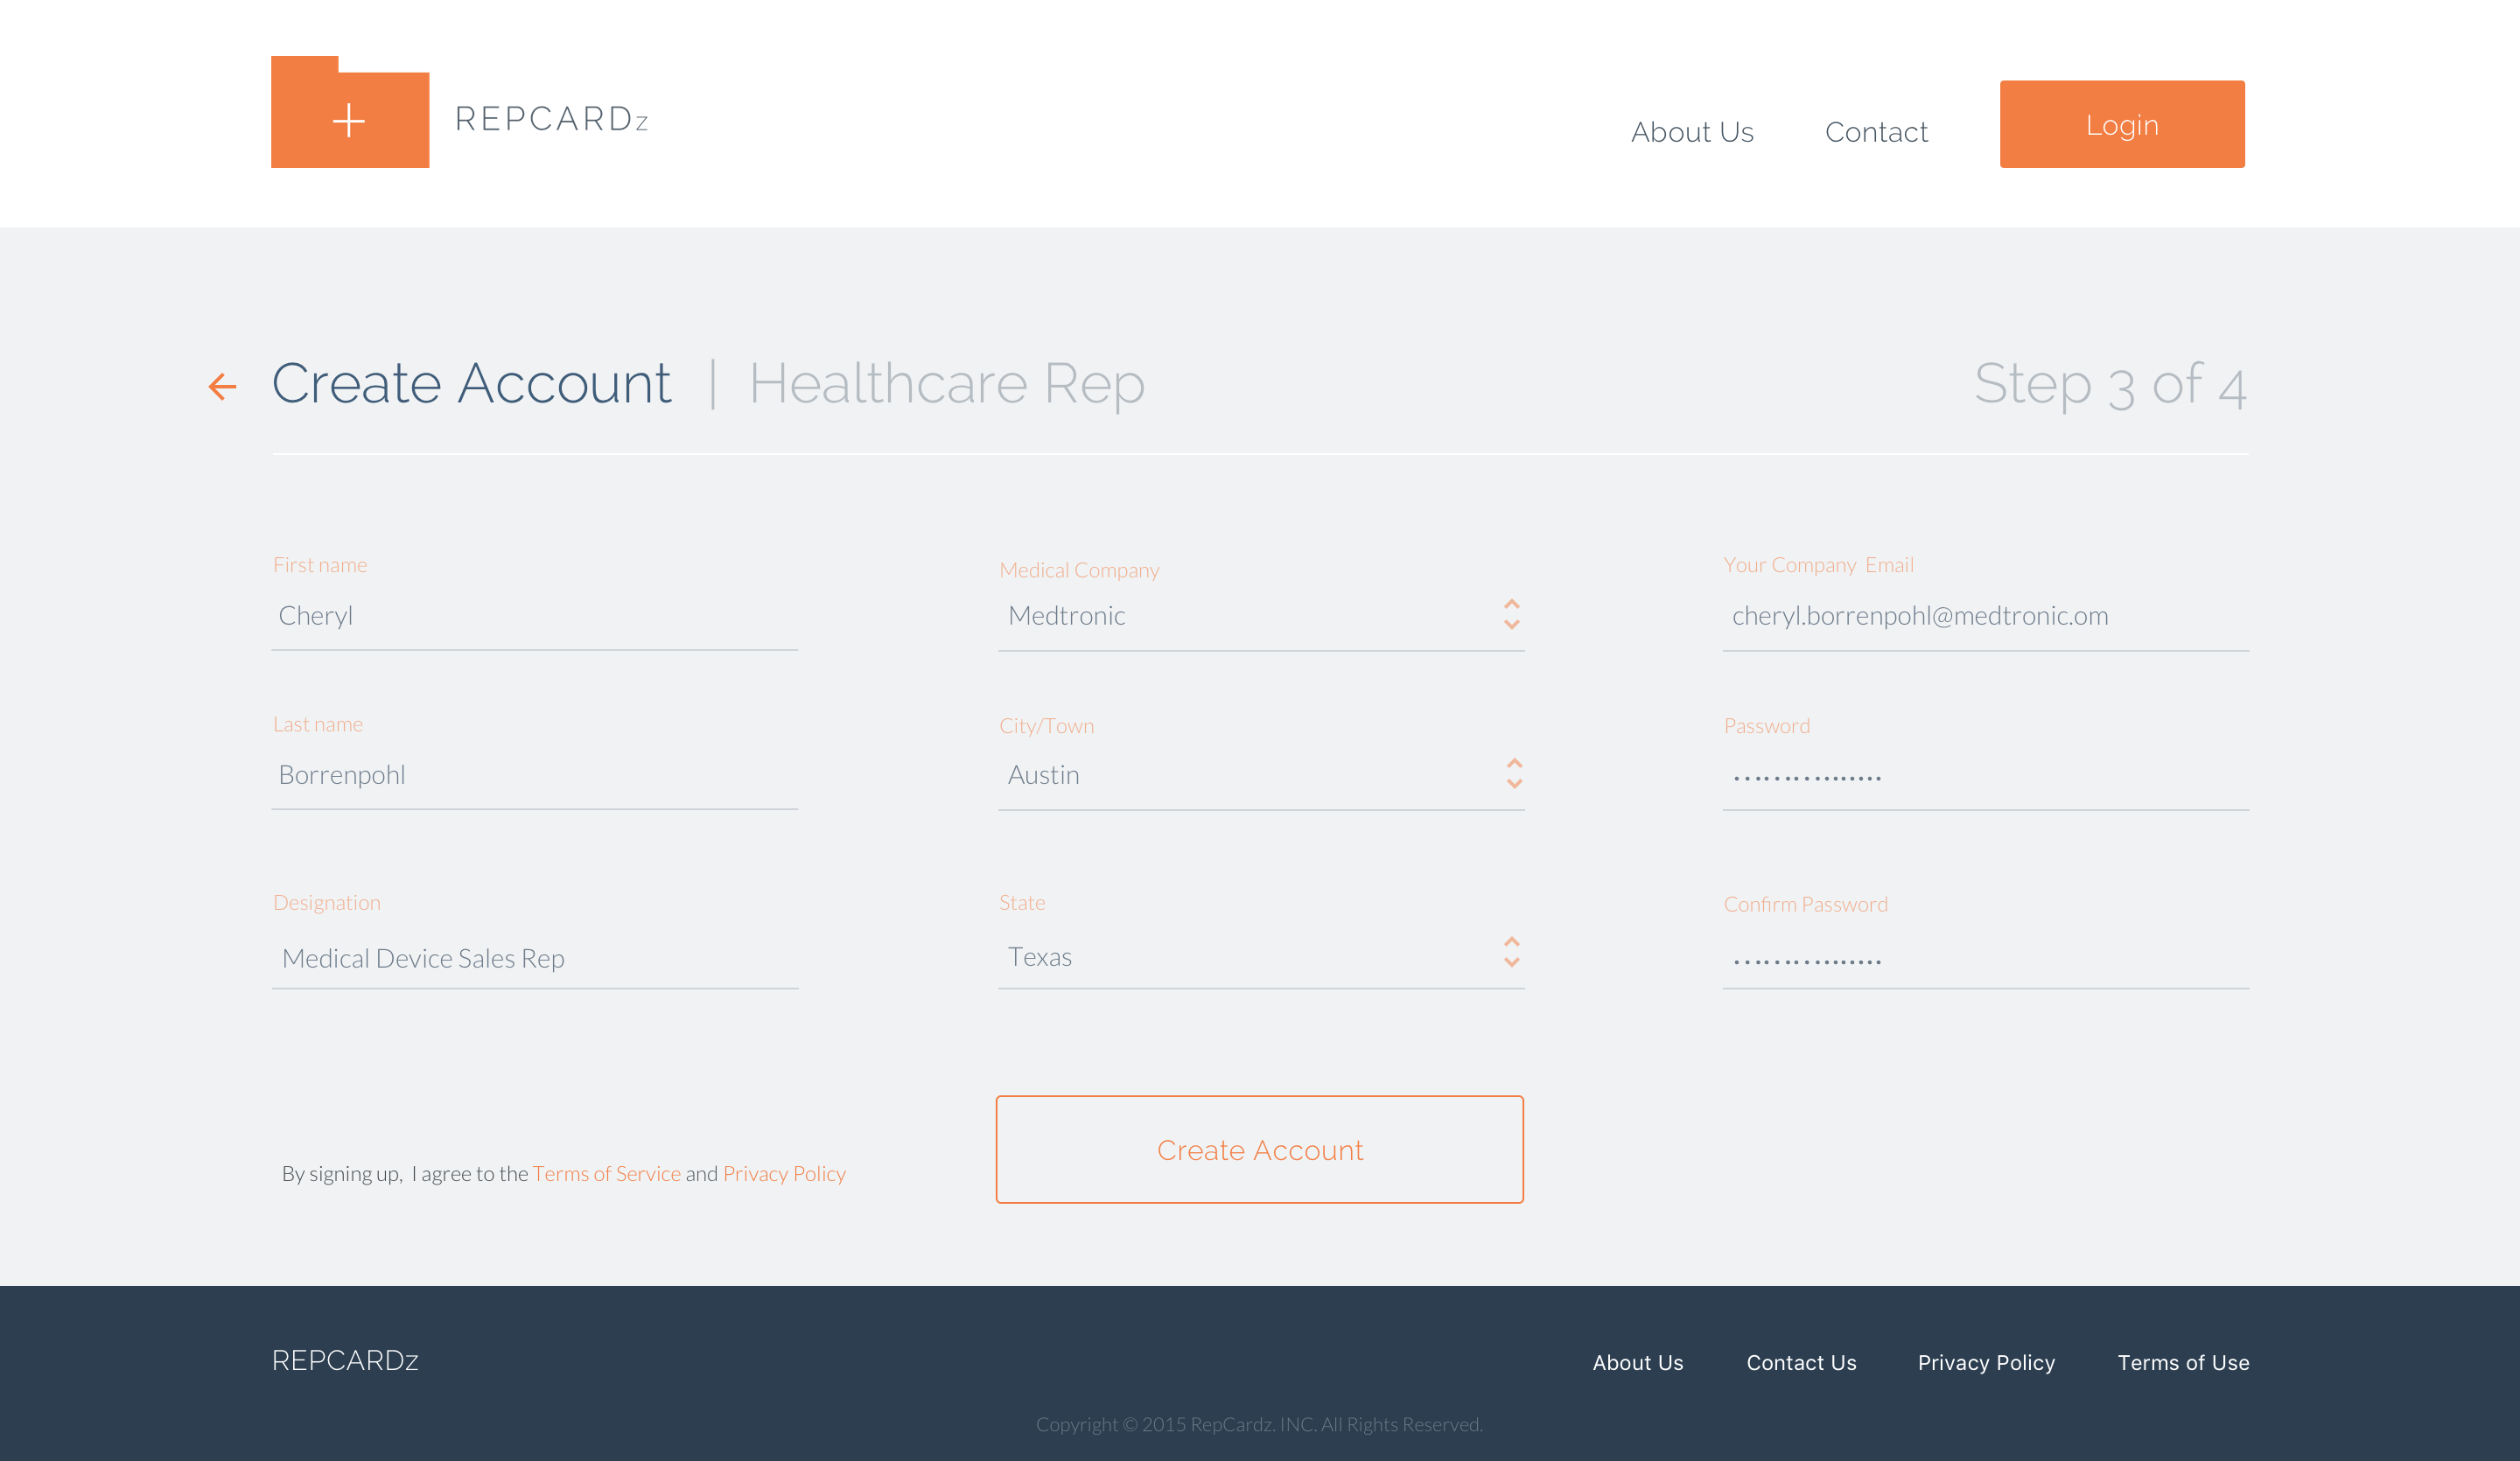 REPCARDz
About Us
Contact
Login
Create Account | Healthcare Rep
Step 3 of 4
First name
Cheryl
Medical Company
Medtronic
Your Company Email
cheryl.borrenpohl@medtronic.om
Last name
Borrenpohl
City/Town
Austin
Password
Designation
Medical Device Sales Rep
State
Texas
Confirm Password
By signing up, I agree to the Terms of Service and Privacy Policy
Create Account
REPCARDz
About Us
Contact Us
Privacy Policy
Terms of Use
Copyright © 2015 RepCardz. INC. All Rights Reserved.